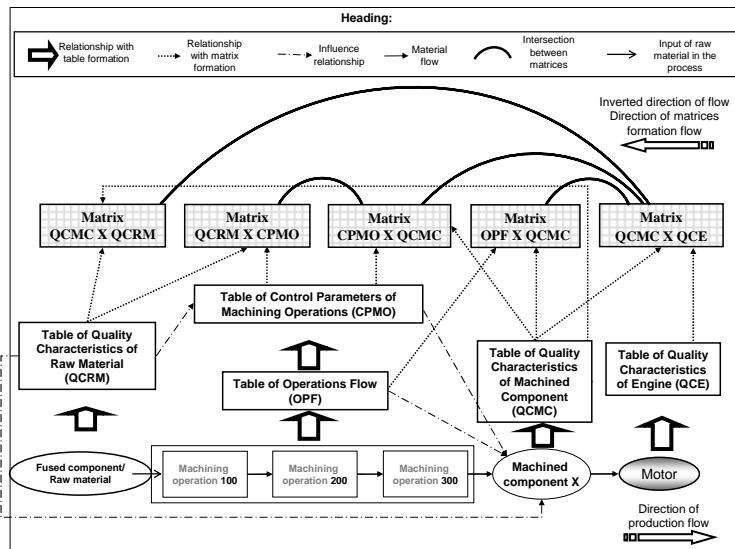 Heading:
Relationship with
table formation
Relationship
with matrix
formation
Influence
relationship
Material
flow
Intersection
between
matrices
Input of raw
material in the
process
Inverted direction of flow
Direction of matrices
formation flow
Matrix
QCMC X QCRM
Matrix
QCRM X CPMO
Matrix
CPMO X QCMC
Matrix
OPF X QCMC
Matrix
QCMC X QCE
Table of Control Parameters of
Machining Operations (CPMO)
Table of Quality
Characteristics of
Raw Material
(QCRM)
Table of Operations Flow
(OPF)
Table of Quality
Characteristics
of Machined
Component
(QCMC)
Table of Quality
Characteristics
of Engine (QCE)
Fused component/
Raw material
Machining
operation 100
Machining
operation 200
Machining
operation 300
Machined
component X
Motor
Direction of
production flow